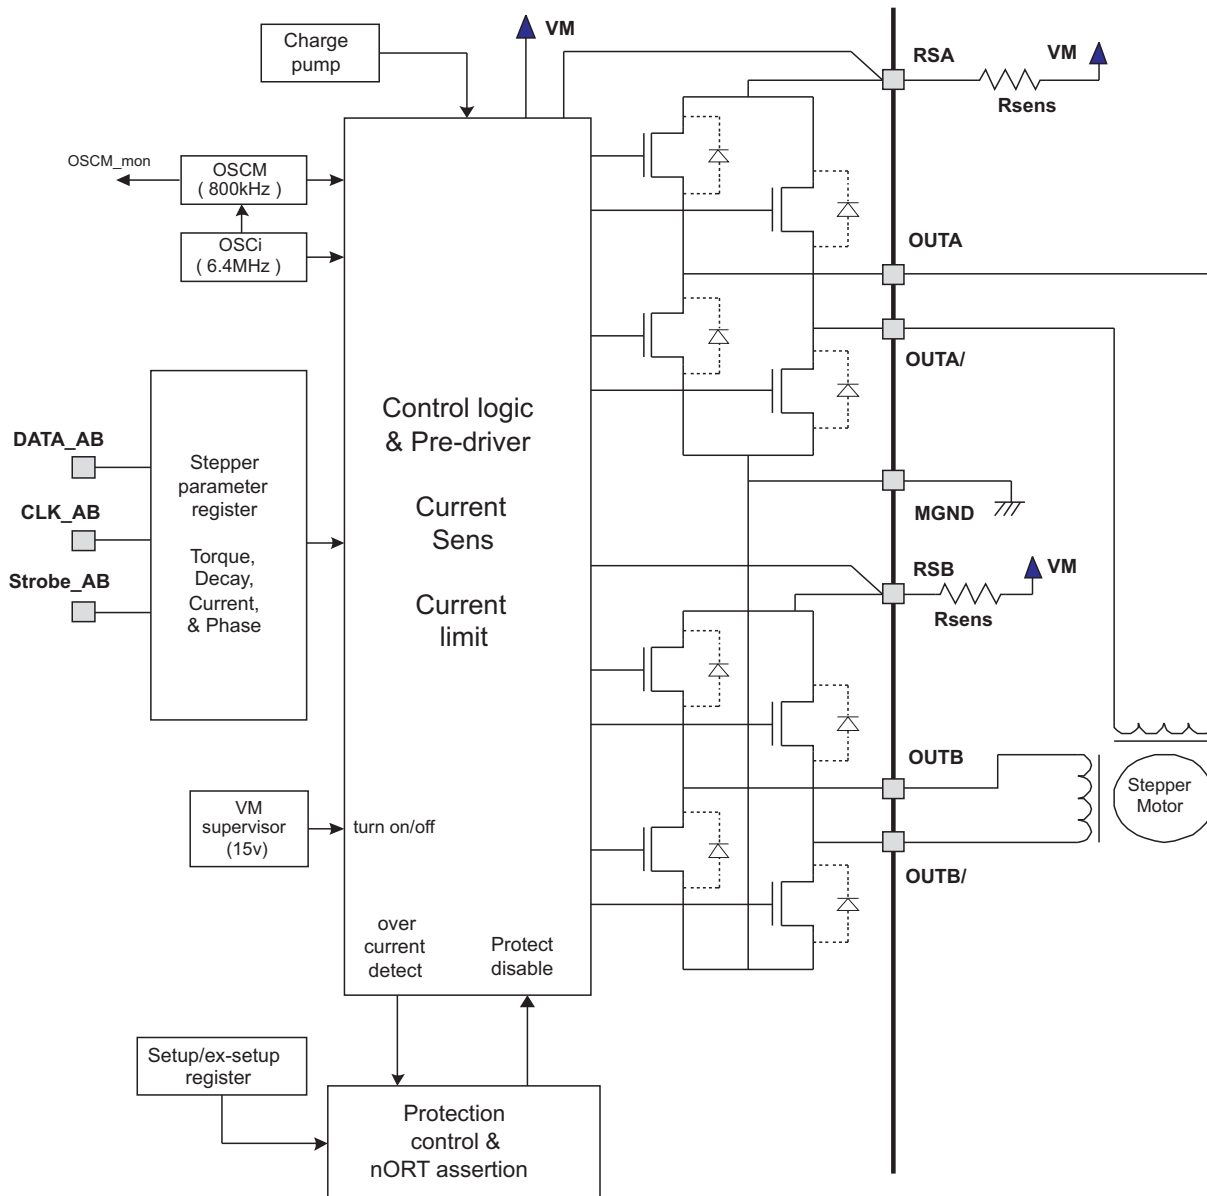 Charge
pump
VM
RSA
VM
Rsens
OSCM_mon
OSCM
( 800kHz )
OSCi
( 6.4MHz )
OUTA
OUTA/
Control logic
& Pre-driver
Current
Sens
Current
limit
DATA_AB
CLK_AB
Strobe_AB
Stepper
parameter
register
Torque,
Decay,
Current,
& Phase
MGND
RSB
VM
Rsens
OUTB
OUTB/
Stepper
Motor
VM
supervisor
(15v)
turn on/off
over
current
detect
Protect
disable
Setup/ex-setup
register
Protection
control &
nORT assertion